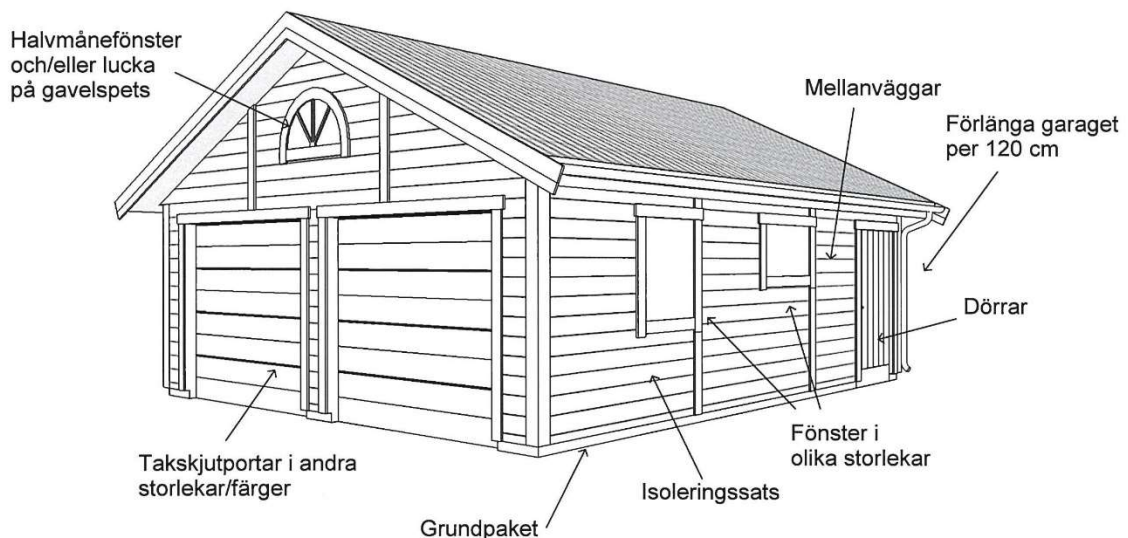 Halvmånefönster
och/eller lucka
på gavelspets
Mellanväggar
Förlänga garaget
per 120 cm
Dörrar
Fönster i
olika storlekar
Isoleringssats
Takskjutportar i andra
storlekar/färger
Grundpaket